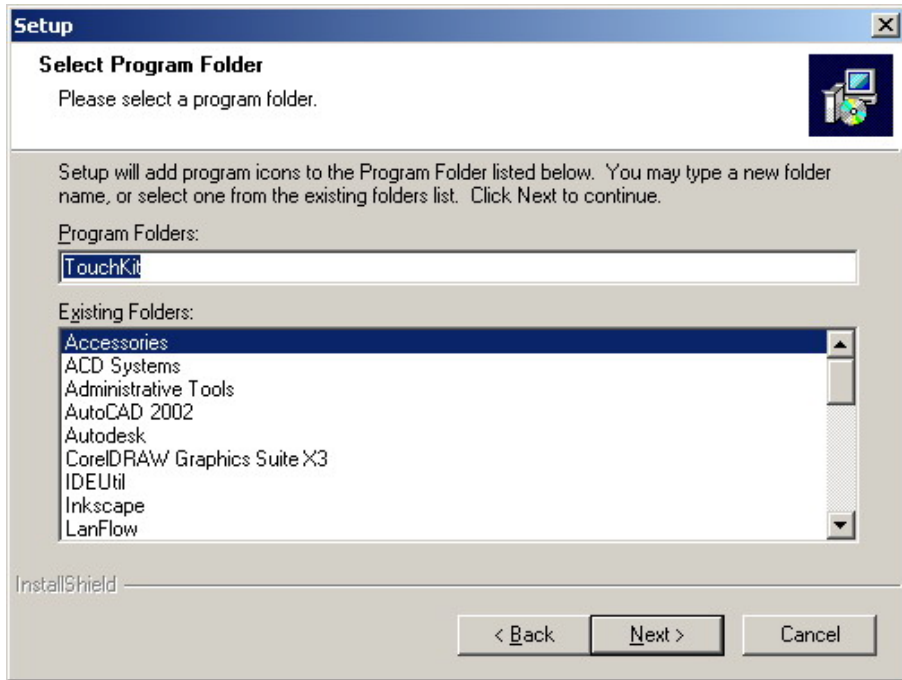 Setup
Select Program Folder
Please select a program folder.
Setup will add program icons to the Program Folder listed below. You may type a new folder
name, or select one from the existing folders list. Click Next to continue.
Program Folders:
TouchKit
Existing Folders:
Accessories
ACD Systems
Administrative Tools
AutoCAD 2002
Autodesk
CorelDRAW Graphics Suite X3
IDEUtil
Inkscape
LanFlow
InstallShield
< Back
Next >
Cancel